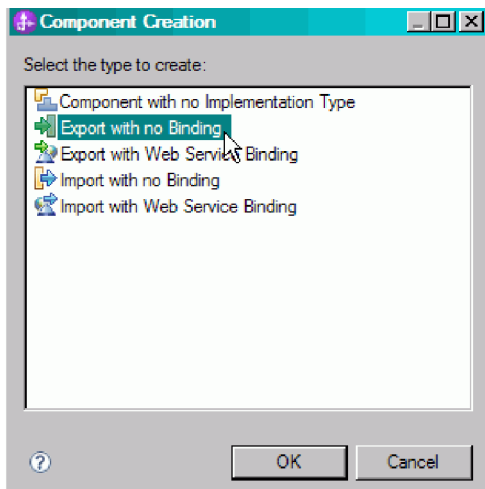 Component Creation
Select the type to create:
Component with no Implementation Type
Export with no Binding
Export with Web Service Binding
Import with no Binding
Import with Web Service Binding
?
OK
Cancel